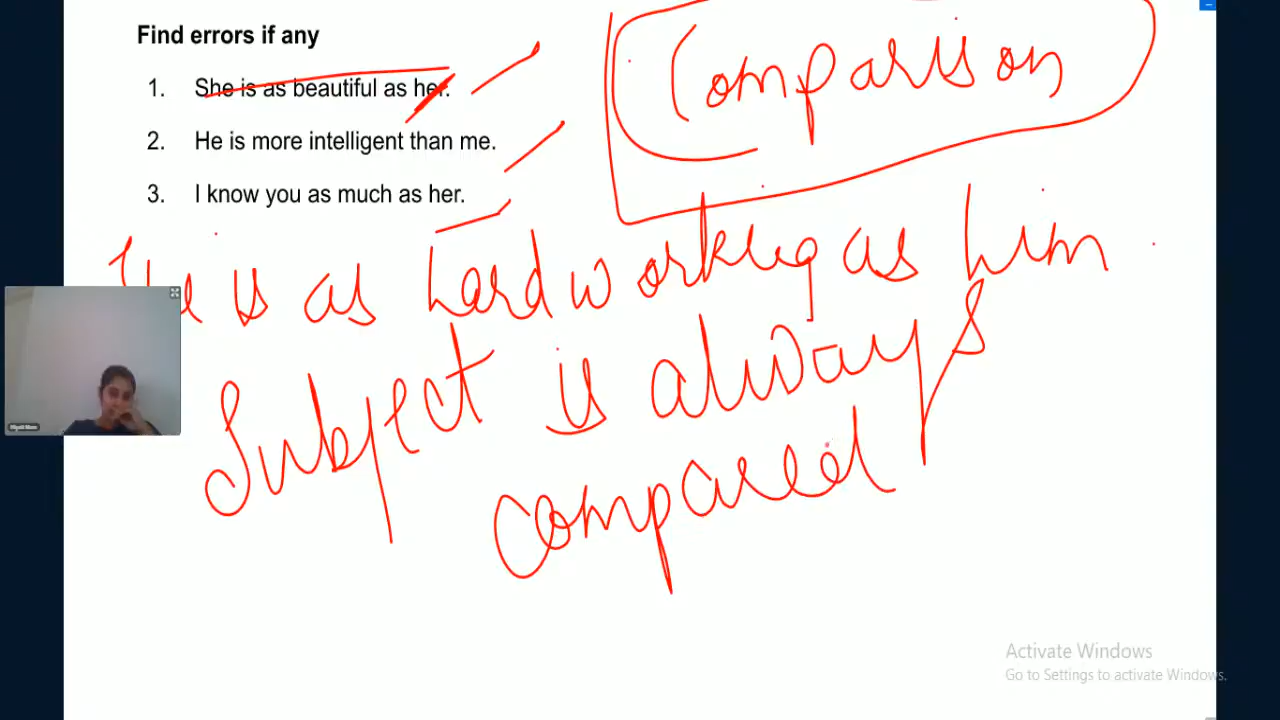 Find errors if any
Comparison
1. She is as beautiful as her.
2. He is more intelligent than me.
3. I know you as much as her.
He is as hardworking as him
Subject is always
compared
Activate Windows
Go to Settings to activate Windows.